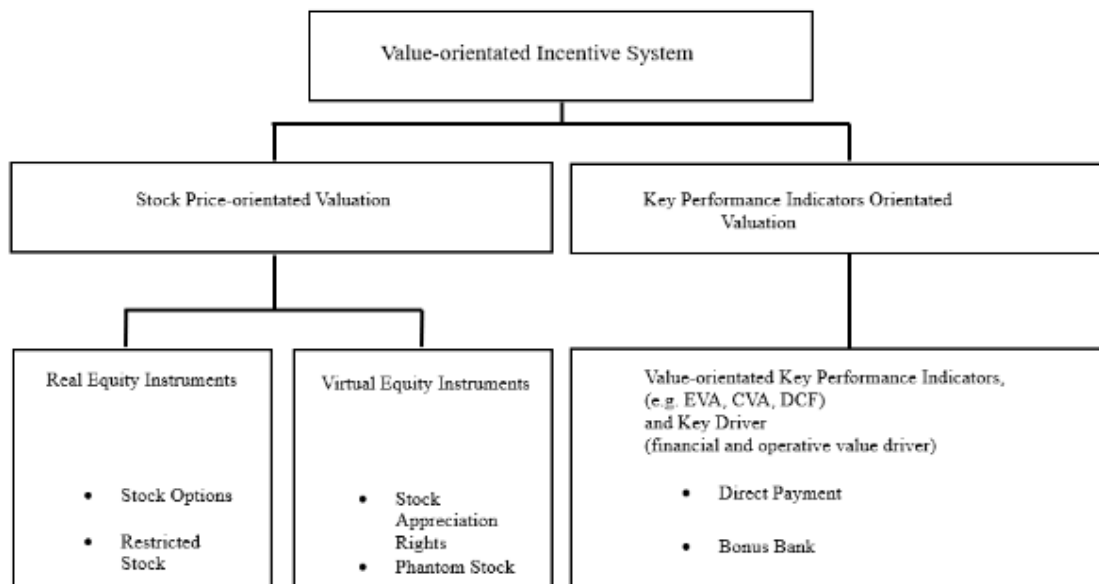 Value-orientated Incentive System
Stock Price-orientated Valuation
Key Performance Indicators Orientated
Valuation
Real Equity Instruments
• Stock Options
• Restricted
Stock
Virtual Equity Instruments
• Stock
Appreciation
Rights
• Phantom Stock
Value-orientated Key Performance Indicators,
(e.g. EVA, CVA, DCF)
and Key Driver
(financial and operative value driver)
• Direct Payment
• Bonus Bank